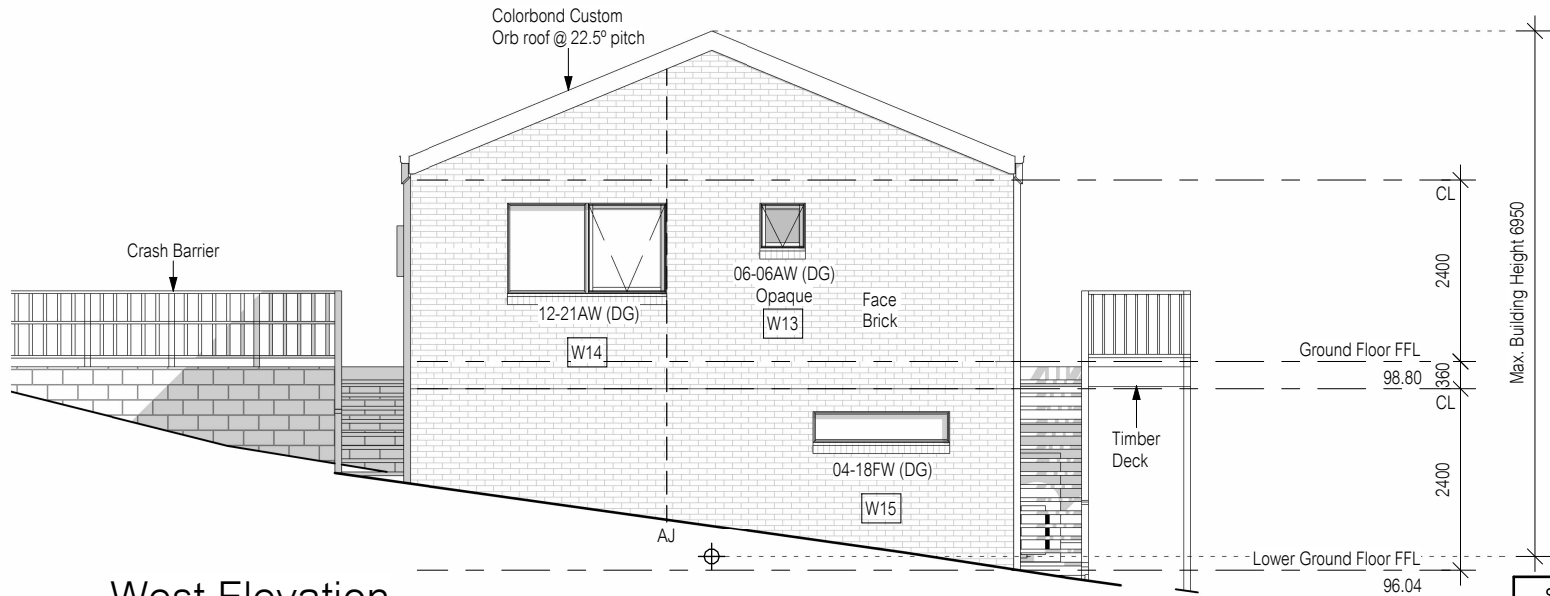 Colorbond Custom
Orb roof @ 22.5º pitch
Crash Barrier
CL
2400
Max. Building Height 6950
06-06AW (DG)
Opaque
W13
Face
Brick
12-21AW (DG)
W14
Ground Floor FFL
98.80
360
CL
Timber
Deck
2400
04-18FW (DG)
W15
AJ
Lower Ground Floor FFL
96.04
West Elevation